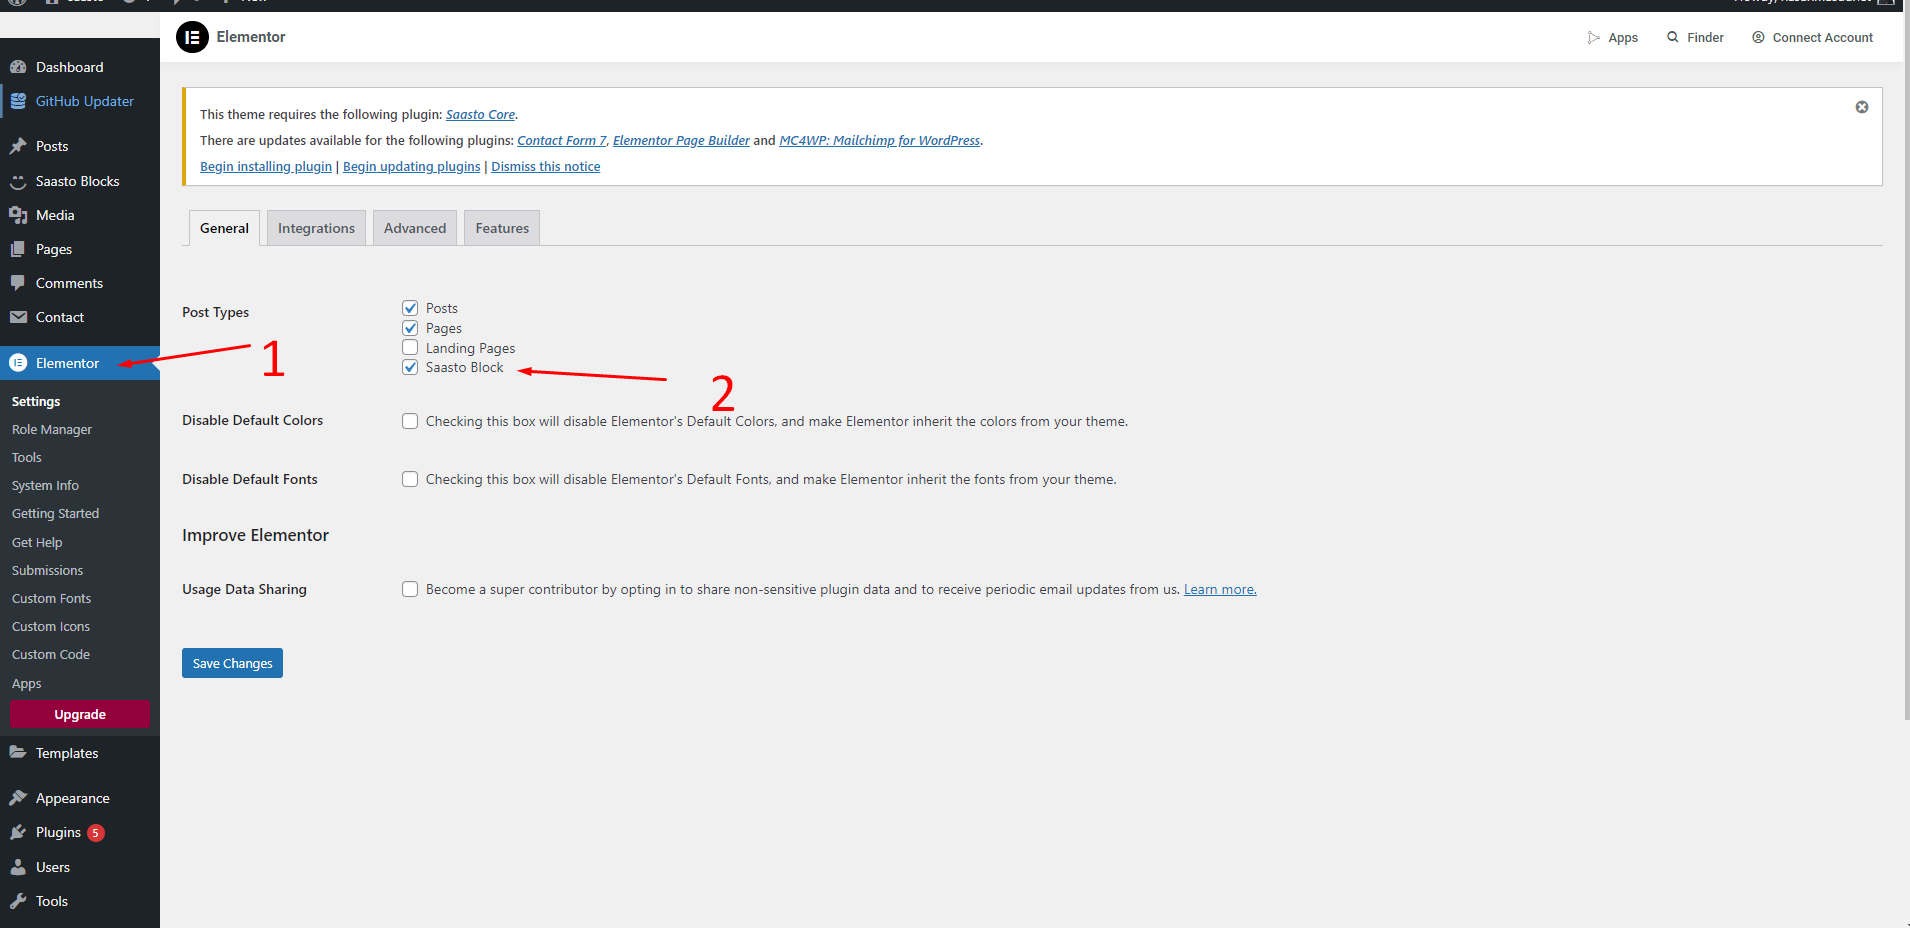 Saasto
New
Elementor
Apps
Finder
Connect Account
Dashboard
GitHub Updater
Posts
Saasto Blocks
Media
Pages
Comments
Contact
Elementor
Settings
Role Manager
Tools
System Info
Getting Started
Get Help
Submissions
Custom Fonts
Custom Icons
Custom Code
Apps
Upgrade
Templates
Appearance
Plugins 5
Users
Tools
This theme requires the following plugin: Saasto Core.
There are updates available for the following plugins: Contact Form 7, Elementor Page Builder and MC4WP: Mailchimp for WordPress.
Begin installing plugin | Begin updating plugins | Dismiss this notice
General Integrations Advanced Features
Post Types
Posts
Pages
Landing Pages
Saasto Block
1
2
Disable Default Colors
Checking this box will disable Elementor's Default Colors, and make Elementor inherit the colors from your theme.
Disable Default Fonts
Checking this box will disable Elementor's Default Fonts, and make Elementor inherit the fonts from your theme.
Improve Elementor
Usage Data Sharing
Become a super contributor by opting in to share non-sensitive plugin data and to receive periodic email updates from us. Learn more.
Save Changes